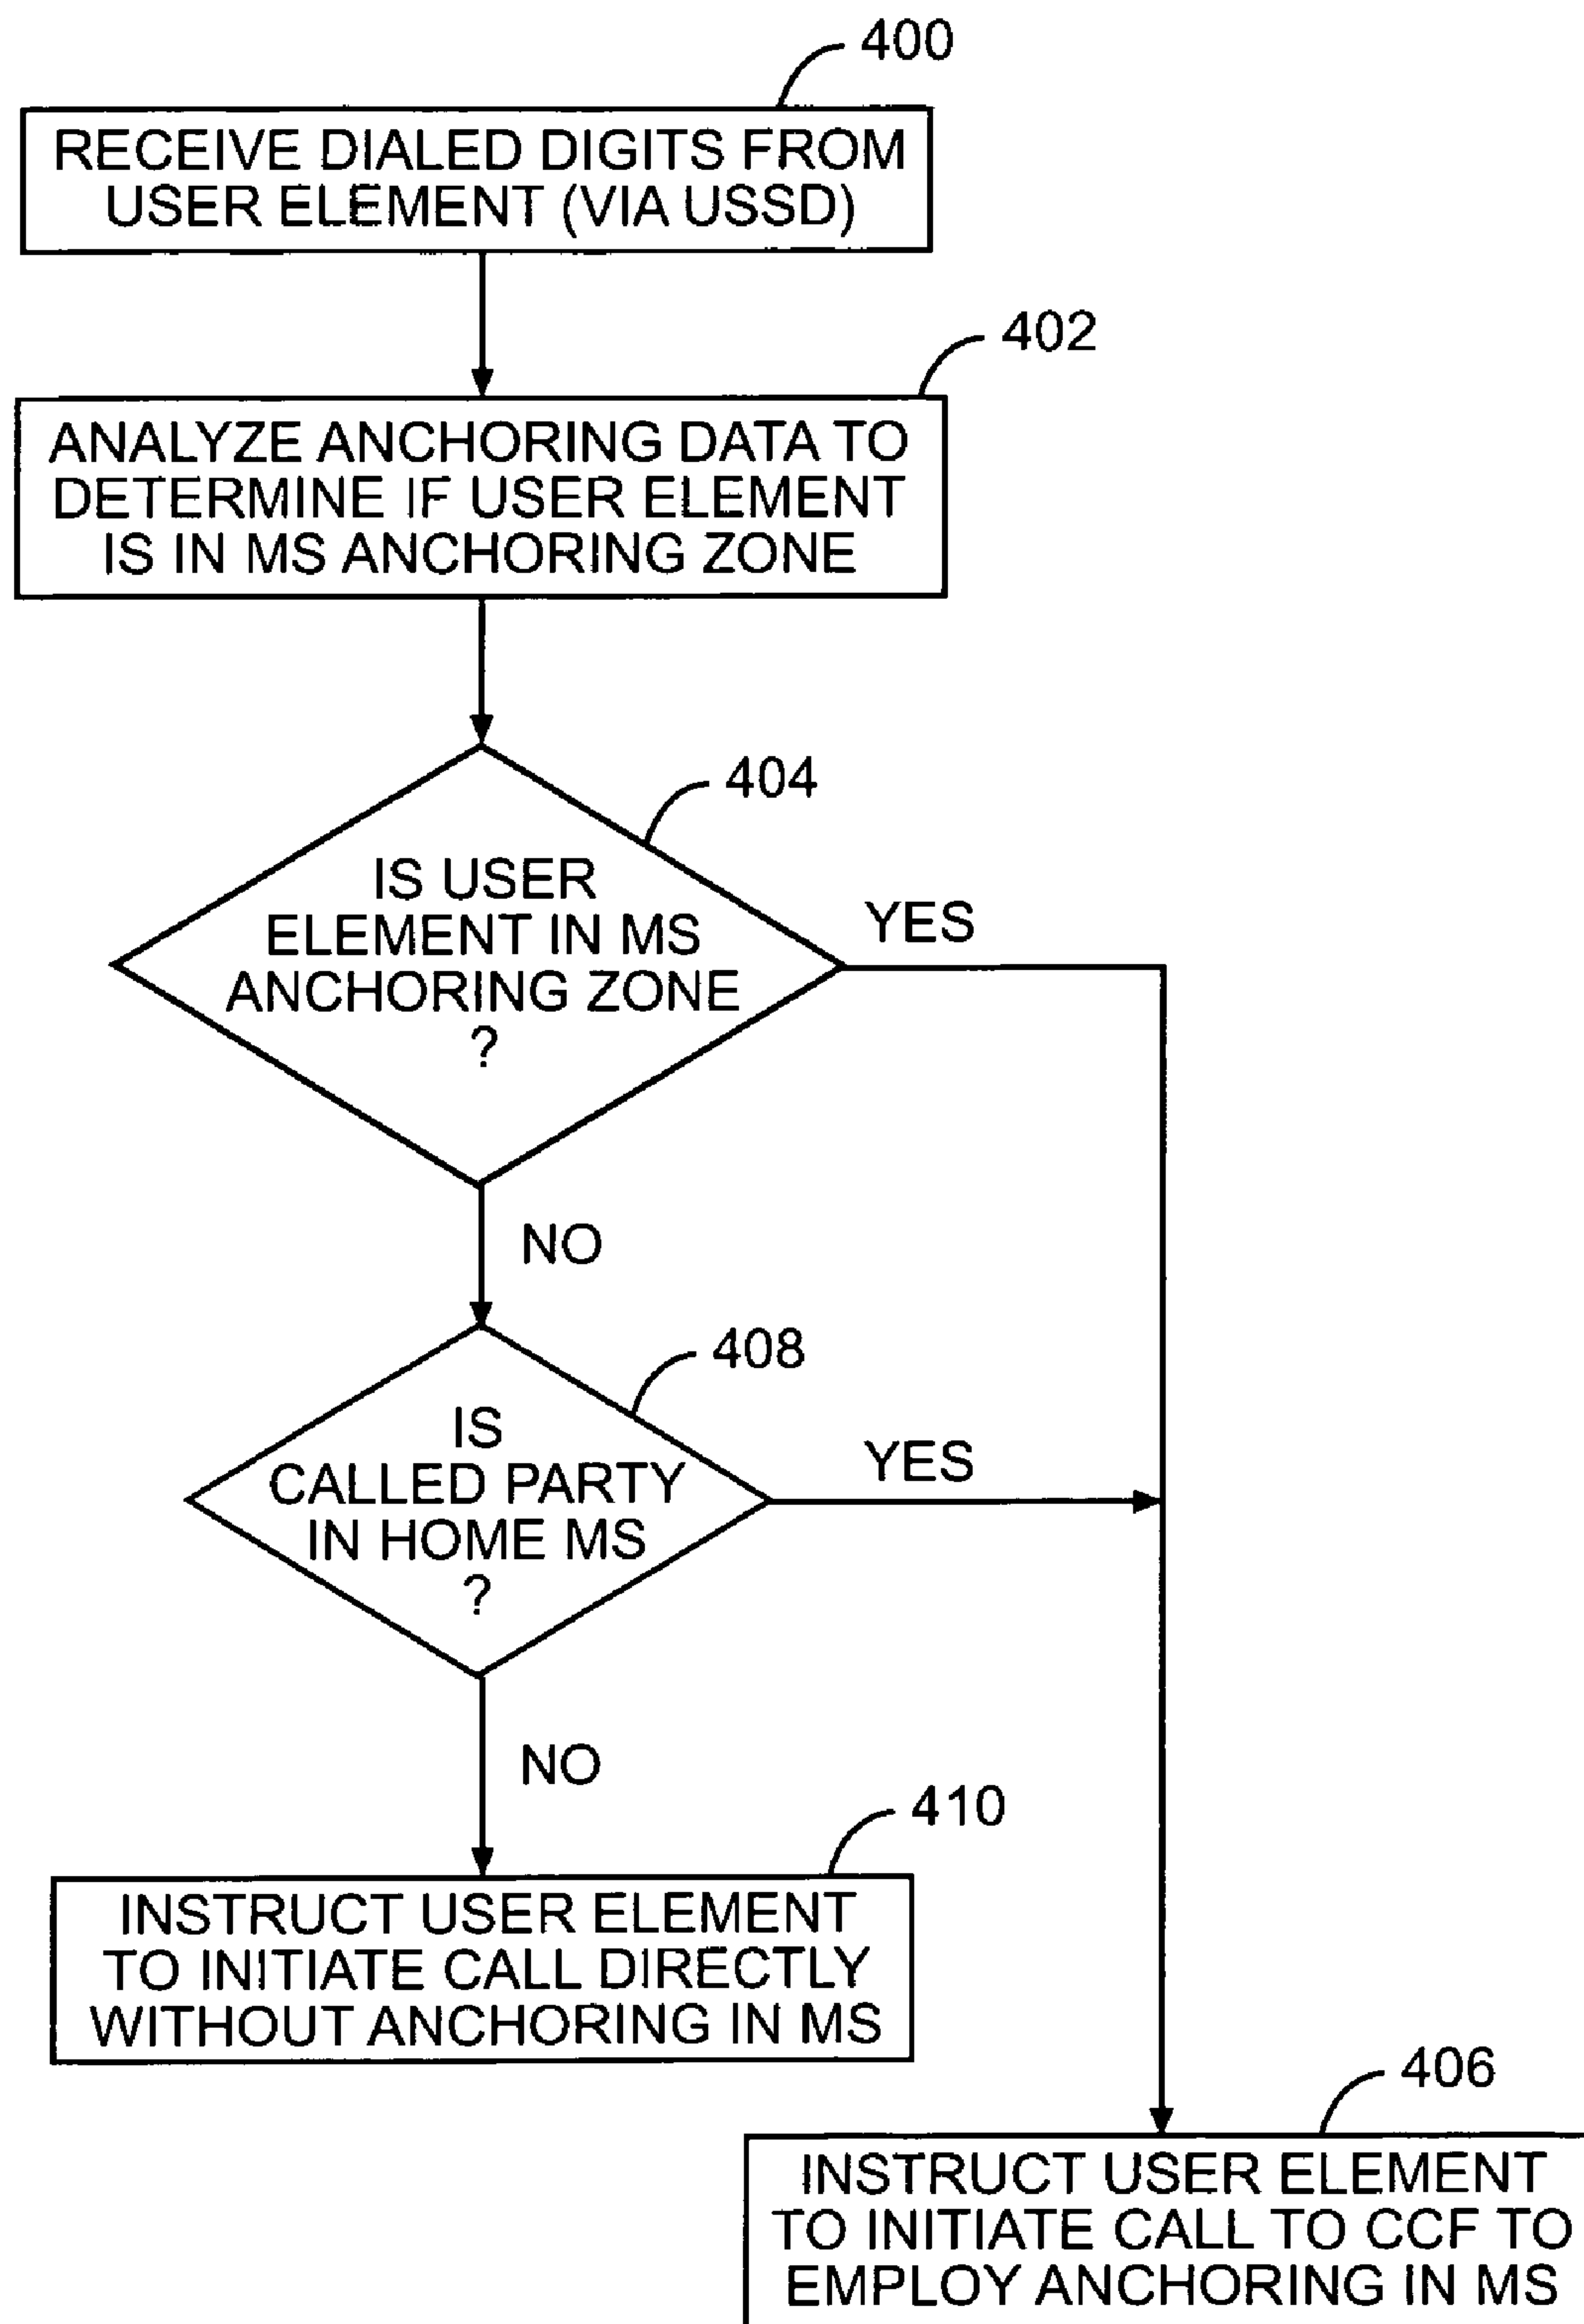 400
RECEIVE DIALED DIGITS FROM
USER ELEMENT (VIA USSD)
402
ANALYZE ANCHORING DATA TO
DETERMINE IF USER ELEMENT
IS IN MS ANCHORING ZONE
404
IS USER
ELEMENT IN MS
ANCHORING ZONE
?
YES
NO
408
IS
CALLED PARTY
IN HOME MS
?
YES
NO
410
INSTRUCT USER ELEMENT
TO INITIATE CALL DIRECTLY
WITHOUT ANCHORING IN MS
406
INSTRUCT USER ELEMENT
TO INITIATE CALL TO CCF TO
EMPLOY ANCHORING IN MS